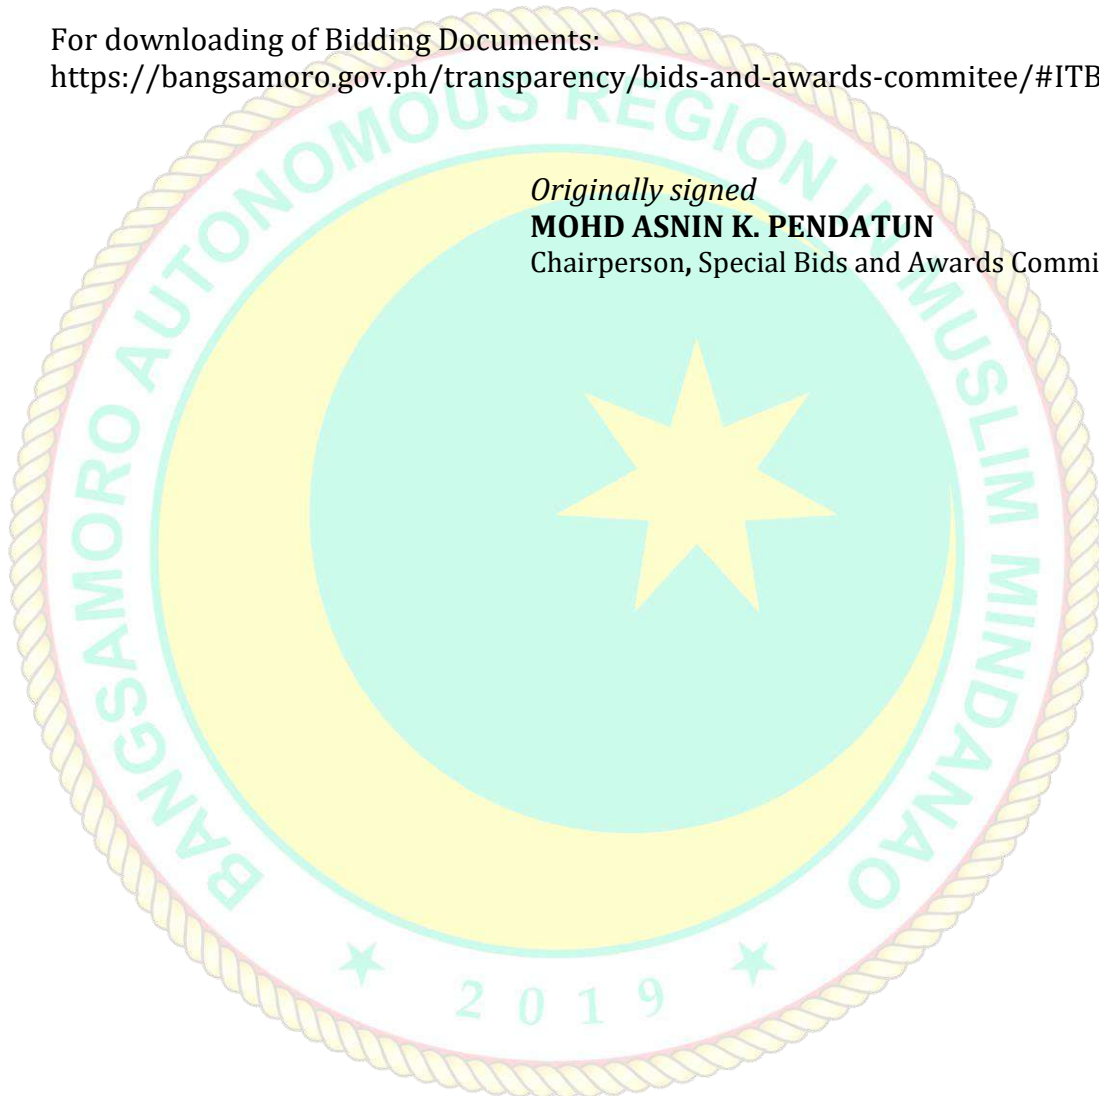 For downloading of Bidding Documents:
https://bangsamoro.gov.ph/transparency/bids-and-awards-commitee/#ITB
Originally signed
MOHD ASNIN K. PENDATUN
Chairperson, Special Bids and Awards Commi
BANGSAMORO AUTONOMOUS REGION IN MUSLIM MINDANAO
2019